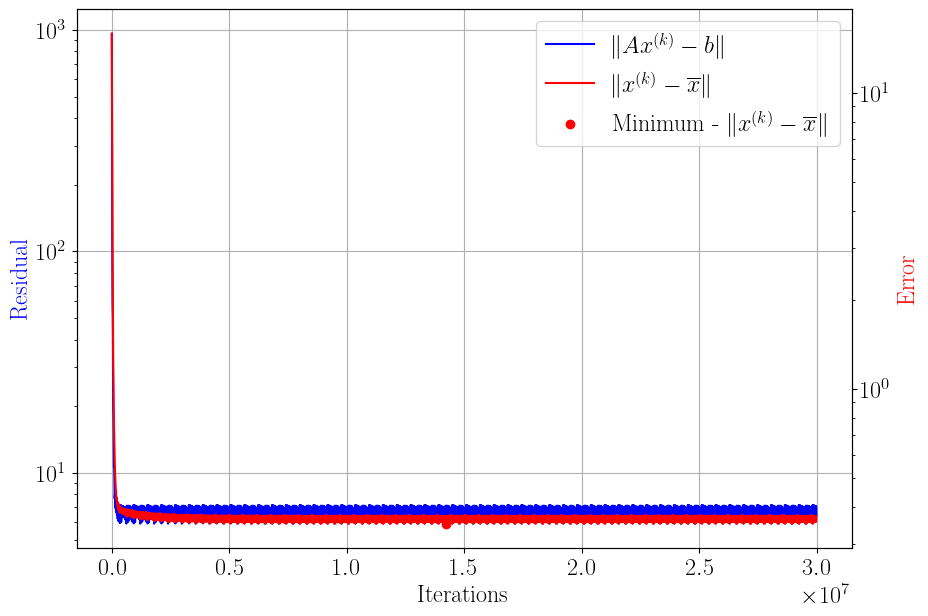 10³
10²
10¹
Residual
‖Ax⁽ᵏ⁾ − b‖
‖x⁽ᵏ⁾ − x̅‖
Minimum - ‖x⁽ᵏ⁾ − x̅‖
10¹
10⁰
Error
0.0 0.5 1.0 1.5 2.0 2.5 3.0
Iterations
×10⁷